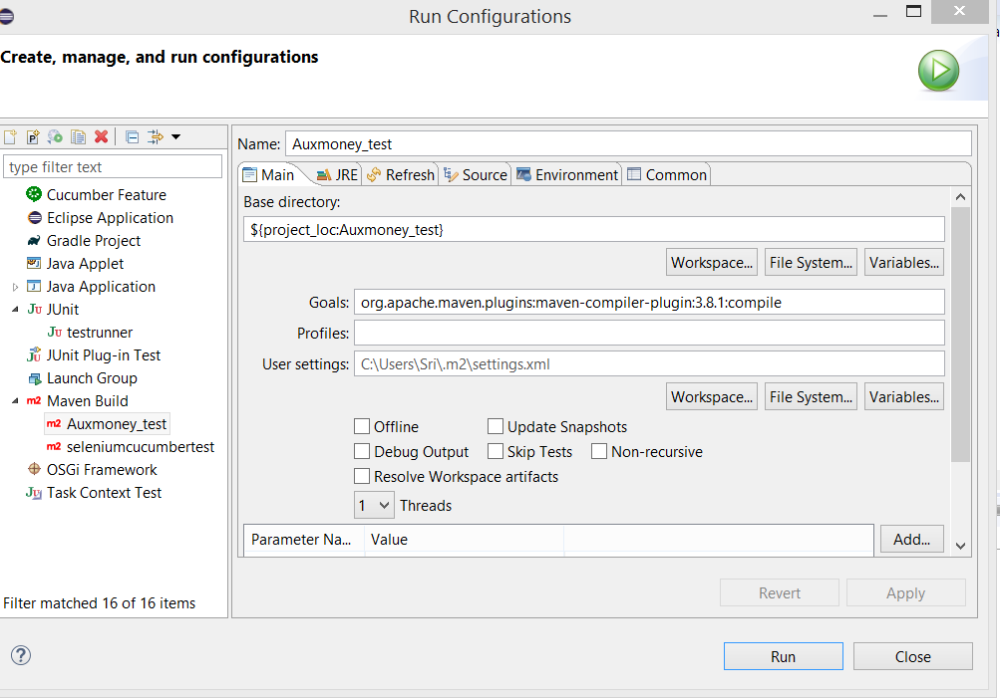 Run Configurations
Create, manage, and run configurations
type filter text
Cucumber Feature
Eclipse Application
Gradle Project
Java Applet
Java Application
JUnit
testrunner
JUnit Plug-in Test
Launch Group
Maven Build
Auxmoney_test
seleniumcucumbertest
OSGi Framework
Task Context Test
Filter matched 16 of 16 items
Name: Auxmoney_test
Main JRE Refresh Source Environment Common
Base directory:
${project_loc:Auxmoney_test}
Workspace... File System... Variables...
Goals: org.apache.maven.plugins:maven-compiler-plugin:3.8.1:compile
Profiles:
User settings: C:\Users\Sri\.m2\settings.xml
Workspace... File System... Variables...
Offline Update Snapshots
Debug Output Skip Tests Non-recursive
Resolve Workspace artifacts
1 Threads
Parameter Na... Value Add...
Revert Apply
Run Close